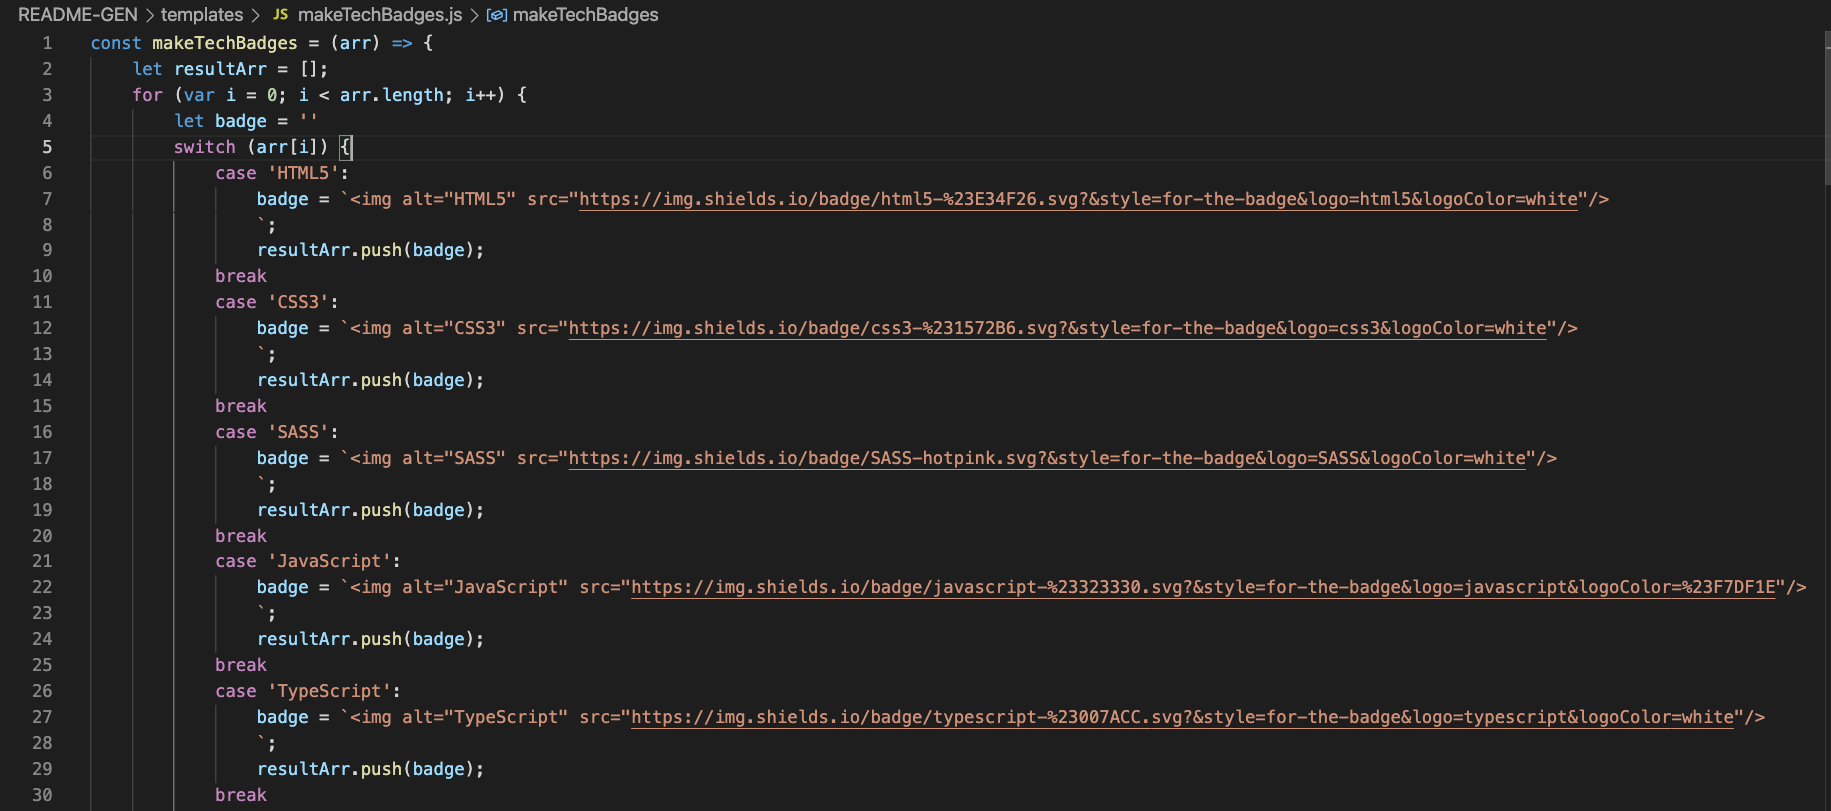 README-GEN > templates > JS makeTechBadges.js > makeTechBadges
1 const makeTechBadges = (arr) => {
2 let resultArr = [];
3 for (var i = 0; i < arr.length; i++) {
4 let badge = ''
5 switch (arr[i]) {
6 case 'HTML5':
7 badge = `<img alt="HTML5" src="https://img.shields.io/badge/html5-%23E34F26.svg?&style=for-the-badge&logo=html5&logoColor=white"/>
8 `;
9 resultArr.push(badge);
10 break
11 case 'CSS3':
12 badge = `<img alt="CSS3" src="https://img.shields.io/badge/css3-%231572B6.svg?&style=for-the-badge&logo=css3&logoColor=white"/>
13 `;
14 resultArr.push(badge);
15 break
16 case 'SASS':
17 badge = `<img alt="SASS" src="https://img.shields.io/badge/SASS-hotpink.svg?&style=for-the-badge&logo=SASS&logoColor=white"/>
18 `;
19 resultArr.push(badge);
20 break
21 case 'JavaScript':
22 badge = `<img alt="JavaScript" src="https://img.shields.io/badge/javascript-%23323330.svg?&style=for-the-badge&logo=javascript&logoColor=%23F7DF1E"/>
23 `;
24 resultArr.push(badge);
25 break
26 case 'TypeScript':
27 badge = `<img alt="TypeScript" src="https://img.shields.io/badge/typescript-%23007ACC.svg?&style=for-the-badge&logo=typescript&logoColor=white"/>
28 `;
29 resultArr.push(badge);
30 break